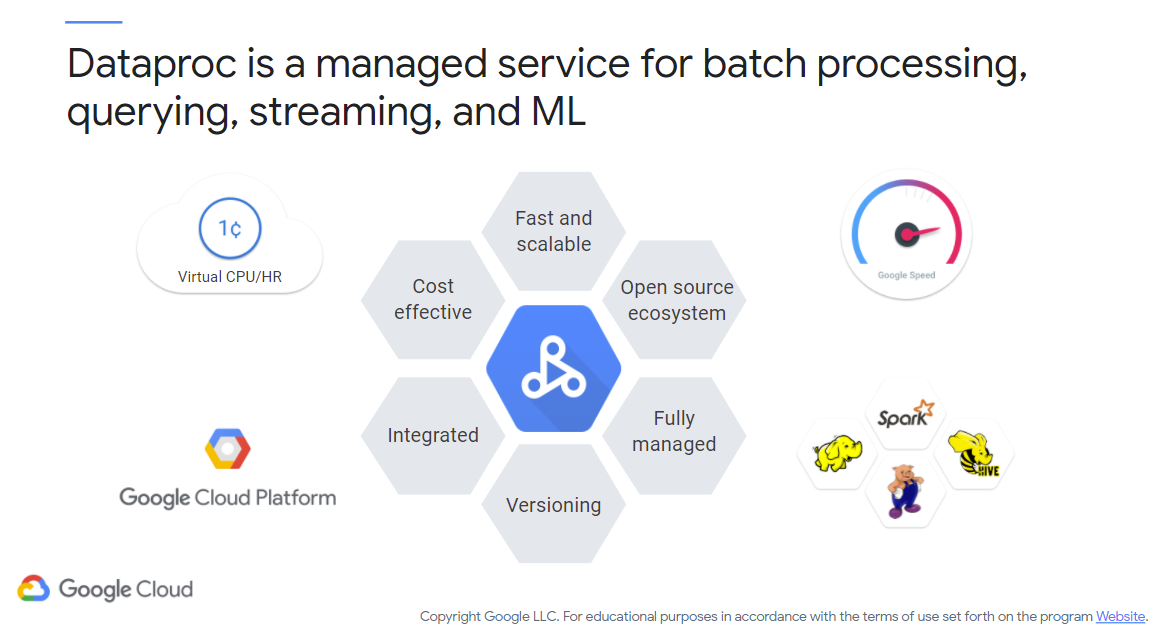 Dataproc is a managed service for batch processing,
querying, streaming, and ML
1¢
Virtual CPU/HR
Fast and
scalable
Cost
effective
Open source
ecosystem
Integrated
Fully
managed
Versioning
Google Speed
Google Cloud Platform
Spark
HIVE
Google Cloud
Copyright Google LLC. For educational purposes in accordance with the terms of use set forth on the program Website.